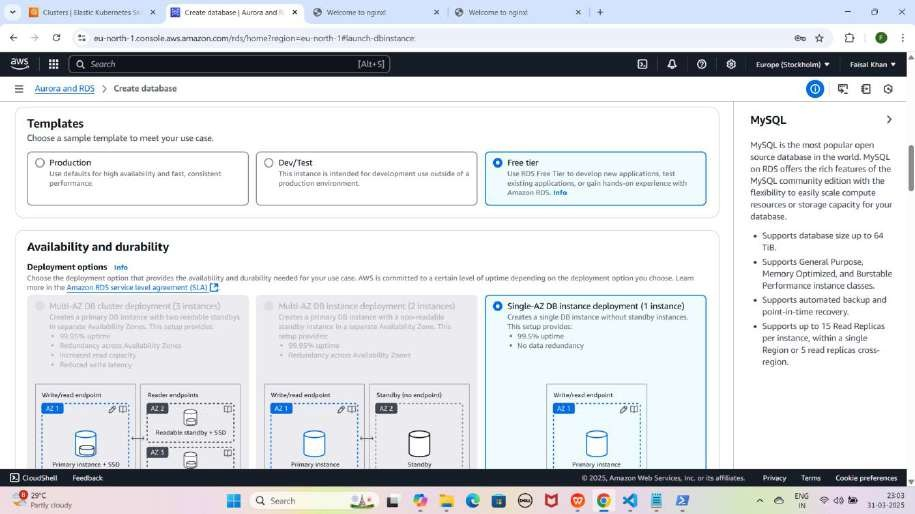 Clusters | Elastic Kubernetes Se
Create database | Aurora and R
Welcome to nginx!
Welcome to nginx!
eu-north-1.console.aws.amazon.com/rds/home?region=eu-north-1#launch-dbinstance:
F
aws
Search
[Alt+S]
Europe (Stockholm)
Faisal Khan
Aurora and RDS > Create database
Templates
Choose a sample template to meet your use case.
Production
Use defaults for high availability and fast, consistent
performance.
Dev/Test
This instance is intended for development use outside of a
production environment.
Free tier
Use RDS Free Tier to develop new applications, test
existing applications, or gain hands-on experience with
Amazon RDS. Info
Availability and durability
Deployment options Info
Choose the deployment option that provides the availability and durability needed for your use case. AWS is committed to a certain level of uptime depending on the deployment option you choose. Learn
more in the Amazon RDS service level agreement (SLA)
Multi-AZ DB cluster deployment (3 instances)
Creates a primary DB instance with two readable standbys
in separate Availability Zones. This setup provides:
• 99.95% uptime
• Redundancy across Availability Zones
• Increased read capacity
• Reduced write latency
Write/read endpoint
AZ 1
Primary instance + SSD
Reader endpoints
AZ 2
Readable standby + SSD
AZ 3
Multi-AZ DB instance deployment (2 instances)
Creates a primary DB instance with a non-readable
standby instance in a separate Availability Zone. This
setup provides:
• 99.95% uptime
• Redundancy across Availability Zones
Write/read endpoint
AZ 1
Primary instance
Standby (no endpoint)
AZ 2
Standby
Single-AZ DB instance deployment (1 instance)
Creates a single DB instance without standby instances.
This setup provides:
• 99.5% uptime
• No data redundancy
Write/read endpoint
AZ 1
Primary instance
MySQL
MySQL is the most popular open
source database in the world. MySQL
on RDS offers the rich features of the
MySQL community edition with the
flexibility to easily scale compute
resources or storage capacity for your
database.
• Supports database size up to 64
TiB.
• Supports General Purpose,
Memory Optimized, and Burstable
Performance instance classes.
• Supports automated backup and
point-in-time recovery.
• Supports up to 15 Read Replicas
per instance, within a single
Region or 5 read replicas cross-
region.
CloudShell
Feedback
© 2025, Amazon Web Services, Inc. or its affiliates.
Privacy
Terms
Cookie preferences
29°C
Partly cloudy
Search
DELL
ENG
IN
23:03
31-03-2025